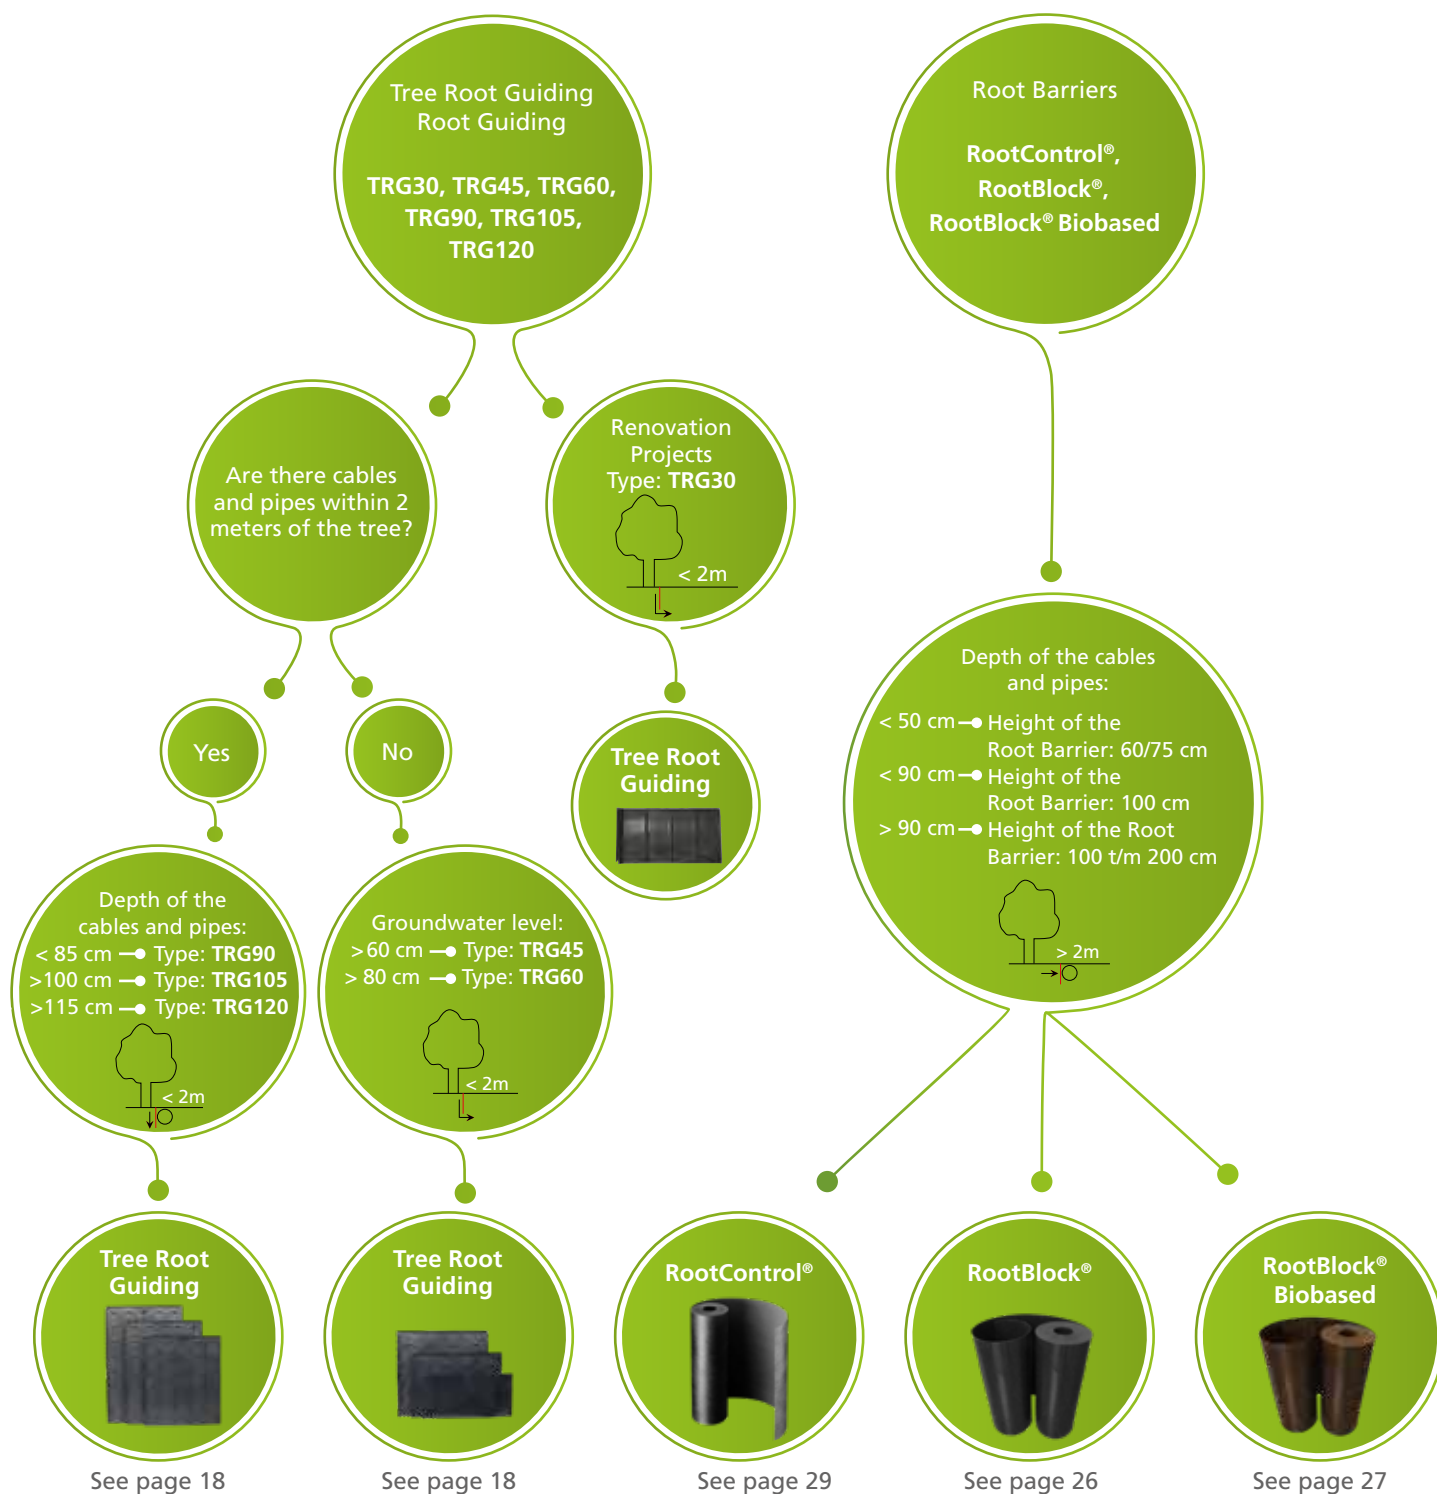 Tree Root Guiding
Root Guiding
TRG30, TRG45, TRG60,
TRG90, TRG105,
TRG120
Root Barriers
RootControl®,
RootBlock®,
RootBlock® Biobased
Are there cables
and pipes within 2
meters of the tree?
Renovation
Projects
Type: TRG30
< 2m
Yes
No
Tree Root
Guiding
Depth of the cables
and pipes:
< 50 cm Height of the
Root Barrier: 60/75 cm
< 90 cm Height of the
Root Barrier: 100 cm
> 90 cm Height of the Root
Barrier: 100 t/m 200 cm
> 2m
Depth of the
cables and pipes:
< 85 cm Type: TRG90
>100 cm Type: TRG105
>115 cm Type: TRG120
< 2m
Groundwater level:
>60 cm Type: TRG45
> 80 cm Type: TRG60
< 2m
Tree Root
Guiding
See page 18
Tree Root
Guiding
See page 18
RootControl®
See page 29
RootBlock®
See page 26
RootBlock®
Biobased
See page 27